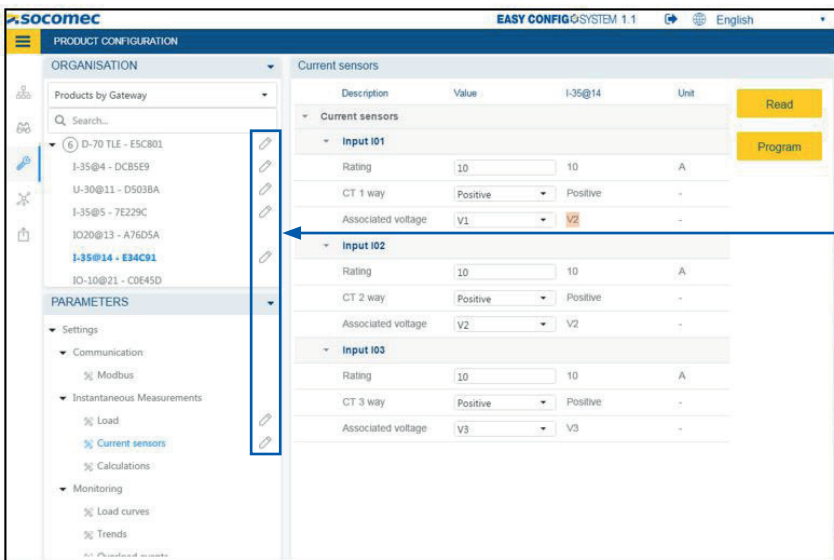 socomec
EASY CONFIG SYSTEM 1.1
English
PRODUCT CONFIGURATION
ORGANISATION
Products by Gateway
Search...
6 D-70 TLE - E5C801
I-35@4 - DCB5E9
U-30@11 - D503BA
I-35@5 - 7E229C
IO20@13 - A76D5A
I-35@14 - E34C91
IO-10@21 - C0E45D
PARAMETERS
Settings
Communication
Modbus
Instantaneous Measurements
Load
Current sensors
Calculations
Monitoring
Load curves
Trends
Overload events
Current sensors
Description Value I-35@14 Unit
Current sensors
Input I01
Rating 10 10 A
CT 1 way Positive Positive -
Associated voltage V1 V2 -
Input I02
Rating 10 10 A
CT 2 way Positive Positive -
Associated voltage V2 V2 -
Input I03
Rating 10 10 A
CT 3 way Positive Positive -
Associated voltage V3 V3 -
Read
Program